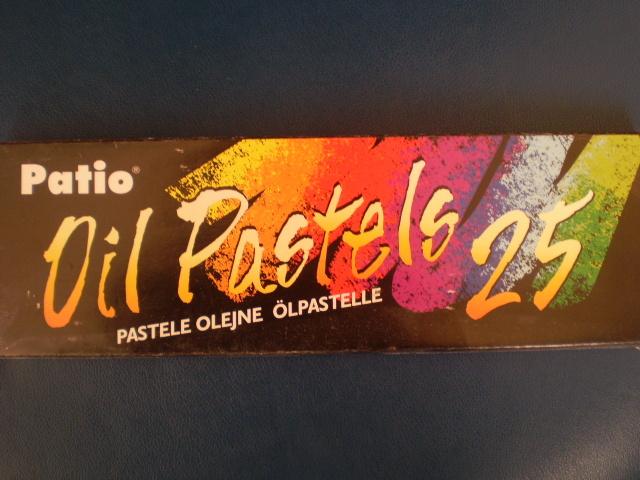 Patio®
Oil Pastels 25
PASTELE OLEJNE ÖLPASTELLE